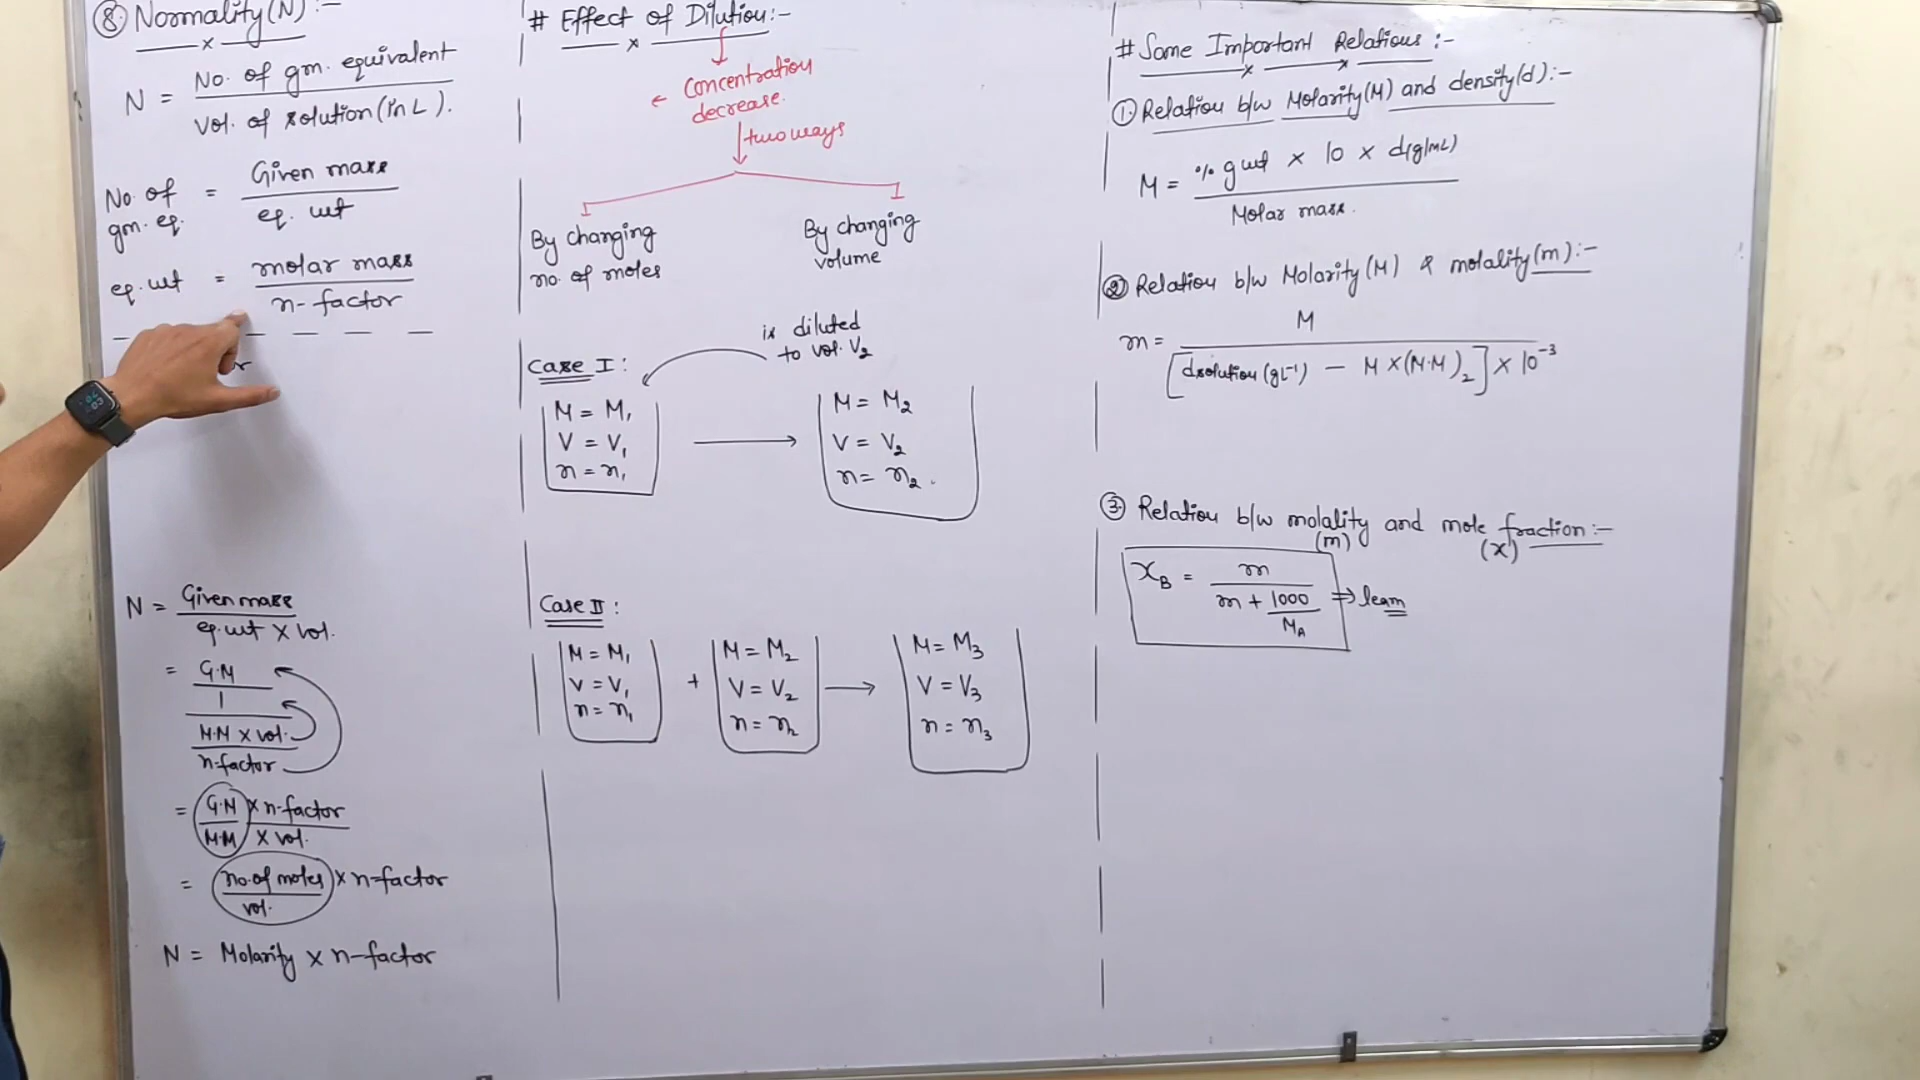 ⑧ Normality(N) :-
N = No. of gm. equivalent
Vol. of solution (in L).
No. of gm. eq. = Given mass
eq. wt
eq. wt = molar mass
n-factor
N = Given mass
eq. wt × vol.
= G.M
1
M.M × vol.
n-factor
= G.M × n-factor
M.M × vol.
= no. of moles × n-factor
vol.
N = Molarity × n-factor
# Effect of Dilution:-
Concentration
decrease.
two ways
By changing
no. of moles
By changing
volume
is diluted
to vol. V₂
Case I :
M = M₁
V = V₁
n = n₁
M = M₂
V = V₂
n = n₂.
Case II :
M = M₁
V = V₁
n = n₁
+
M = M₂
V = V₂
n = n₂
M = M₃
V = V₃
n = n₃
# Some Important Relations :-
① Relation b/w Molarity(M) and density(d):-
M = % g wt × 10 × d(g/mL)
Molar mass.
② Relation b/w Molarity (M) & molality (m) :-
m = M
[dsolution (gL⁻¹) – M × (M.M)₂] × 10⁻³
③ Relation b/w molality and mole fraction :-
(m) (x)
xB = m
m + 1000
MA
⇒ learn